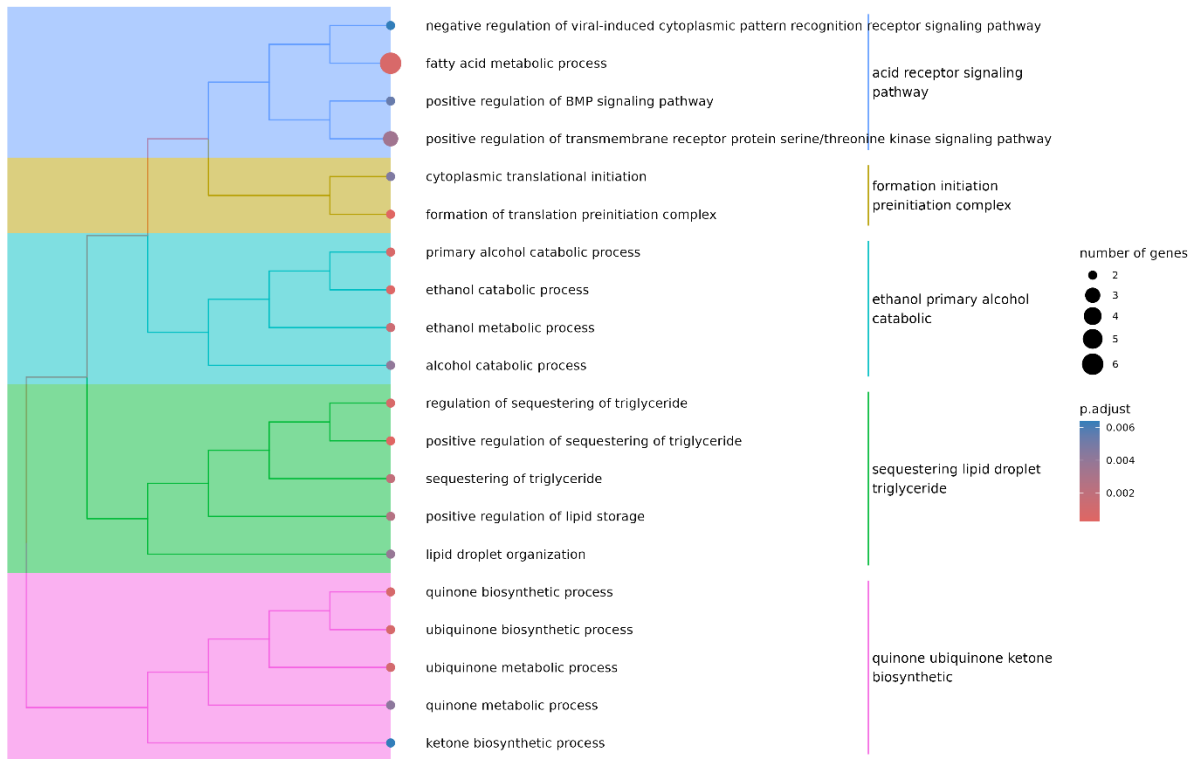 negative regulation of viral-induced cytoplasmic pattern recognition receptor signaling pathway
fatty acid metabolic process
positive regulation of BMP signaling pathway
positive regulation of transmembrane receptor protein serine/threonine kinase signaling pathway
acid receptor signaling
pathway
cytoplasmic translational initiation
formation of translation preinitiation complex
formation initiation
preinitiation complex
primary alcohol catabolic process
ethanol catabolic process
ethanol metabolic process
alcohol catabolic process
ethanol primary alcohol
catabolic
regulation of sequestering of triglyceride
positive regulation of sequestering of triglyceride
sequestering of triglyceride
positive regulation of lipid storage
lipid droplet organization
sequestering lipid droplet
triglyceride
quinone biosynthetic process
ubiquinone biosynthetic process
ubiquinone metabolic process
quinone metabolic process
ketone biosynthetic process
quinone ubiquinone ketone
biosynthetic
number of genes
2
3
4
5
6
p.adjust
0.006
0.004
0.002